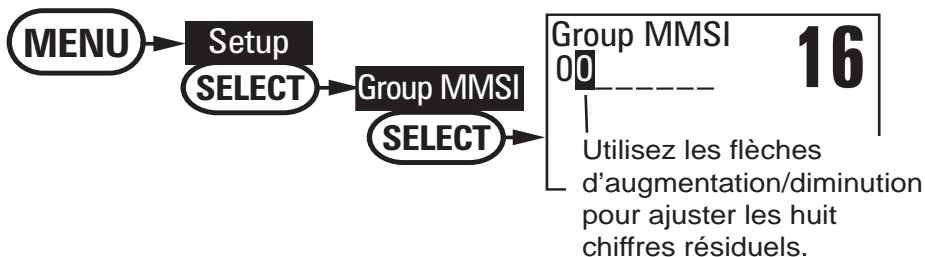 MENU
Setup
SELECT
Group MMSI
SELECT
Group MMSI
16
00______
Utilisez les flèches
d’augmentation/diminution
pour ajuster les huit
chiffres résiduels.